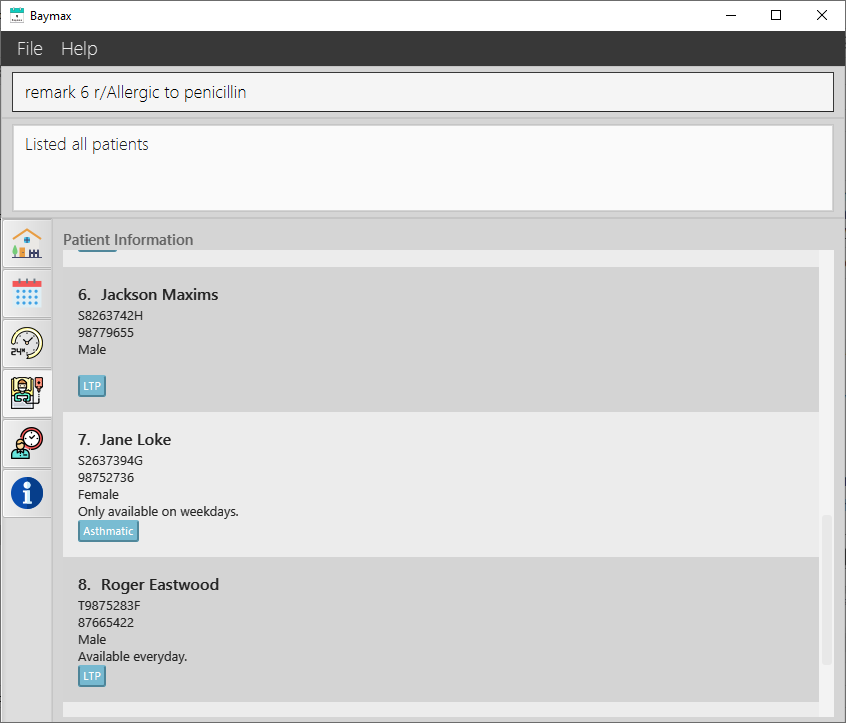 Baymax
File Help
remark 6 r/Allergic to penicillin
Listed all patients
Patient Information
6. Jackson Maxims
S8263742H
98779655
Male
LTP
7. Jane Loke
S2637394G
98752736
Female
Only available on weekdays.
Asthmatic
8. Roger Eastwood
T9875283F
87665422
Male
Available everyday.
LTP